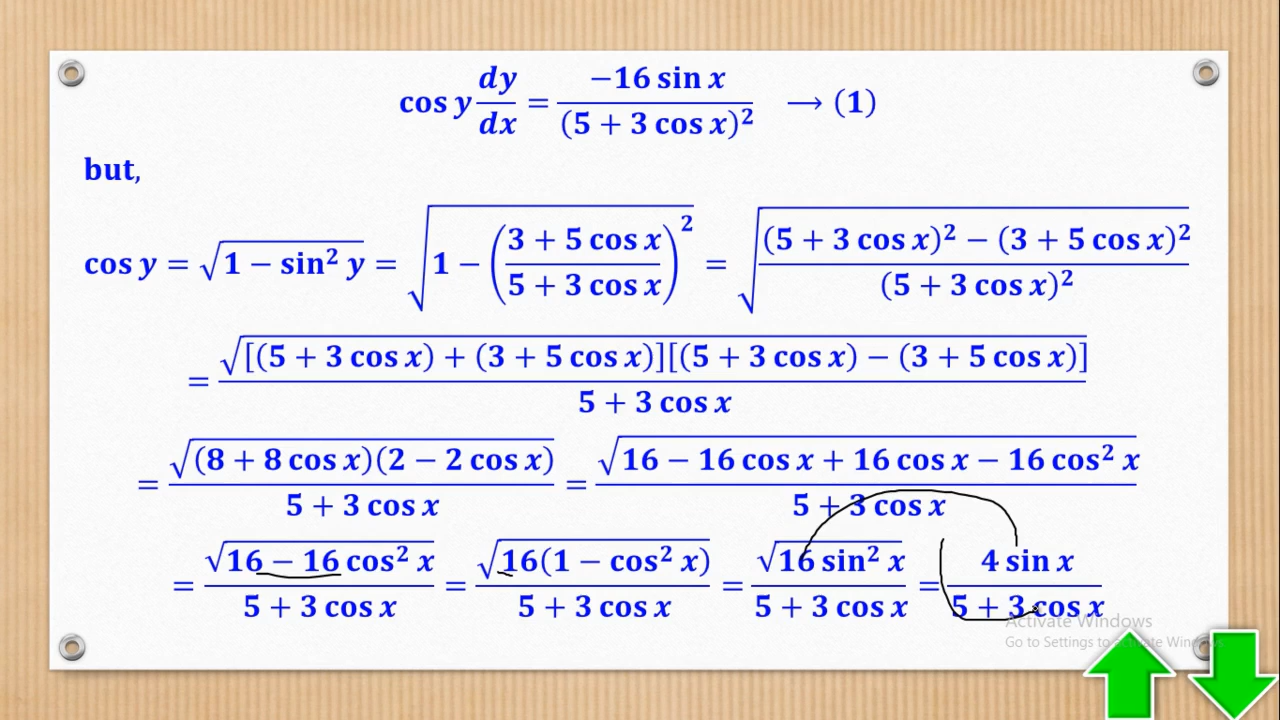 cos y dy/dx = −16 sin x / (5 + 3 cos x)² ⟶ (1)
but,
cos y = √(1 − sin² y) = √(1 − ((3 + 5 cos x)/(5 + 3 cos x))²) = √(((5 + 3 cos x)² − (3 + 5 cos x)²)/(5 + 3 cos x)²)
= √([(5 + 3 cos x) + (3 + 5 cos x)][(5 + 3 cos x) − (3 + 5 cos x)]) / (5 + 3 cos x)
= √((8 + 8 cos x)(2 − 2 cos x)) / (5 + 3 cos x) = √(16 − 16 cos x + 16 cos x − 16 cos² x) / (5 + 3 cos x)
= √(16 − 16 cos² x) / (5 + 3 cos x) = √(16(1 − cos² x)) / (5 + 3 cos x) = √(16 sin² x) / (5 + 3 cos x) = 4 sin x / (5 + 3 cos x)
Activate Windows
Go to Settings to activate Windows